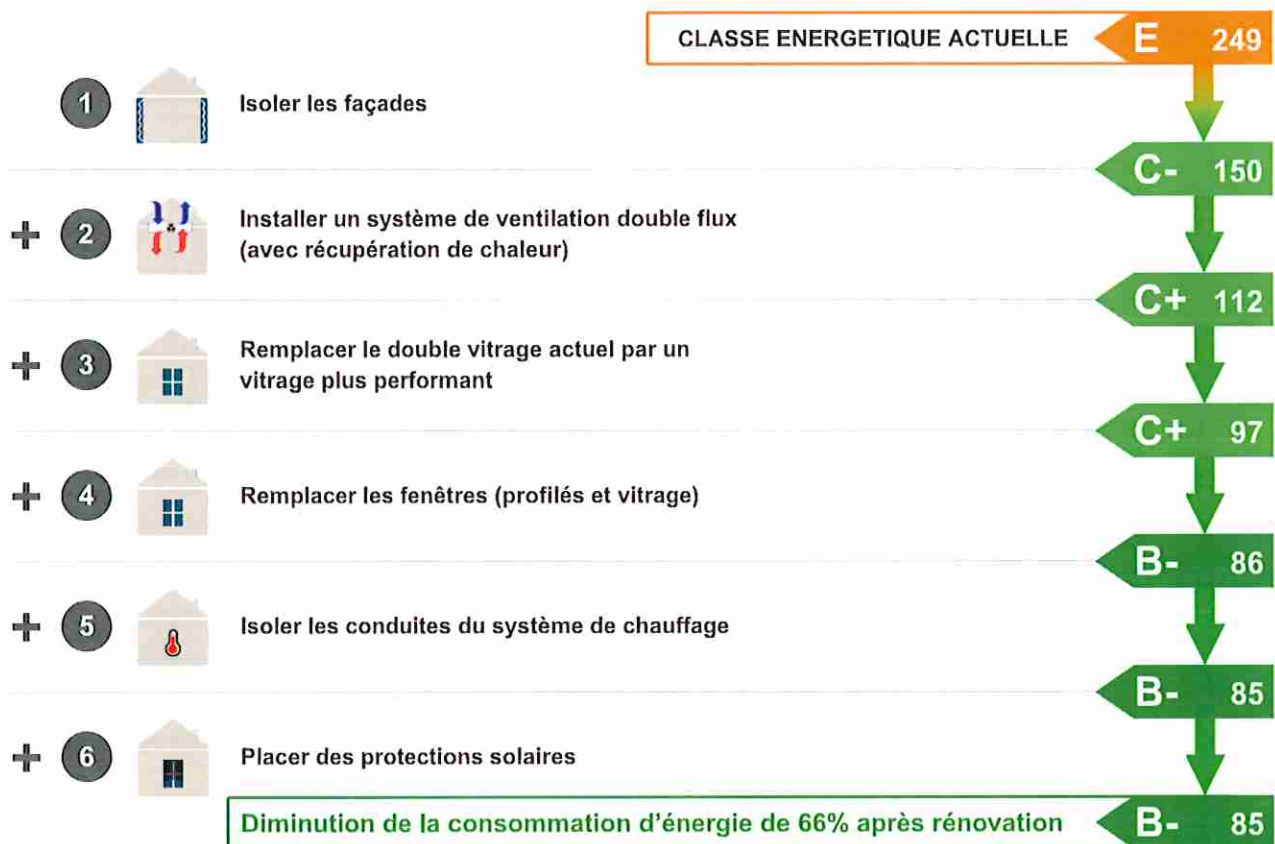 CLASSE ENERGETIQUE ACTUELLE E 249
1 Isoler les façades
C- 150
+ 2 Installer un système de ventilation double flux
(avec récupération de chaleur)
C+ 112
+ 3 Remplacer le double vitrage actuel par un
vitrage plus performant
C+ 97
+ 4 Remplacer les fenêtres (profilés et vitrage)
B- 86
+ 5 Isoler les conduites du système de chauffage
B- 85
+ 6 Placer des protections solaires
Diminution de la consommation d'énergie de 66% après rénovation B- 85